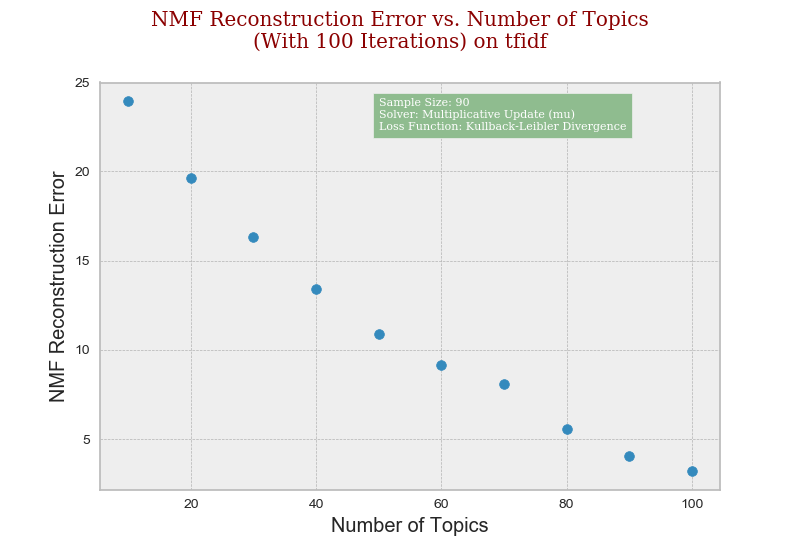 NMF Reconstruction Error vs. Number of Topics
(With 100 Iterations) on tfidf
Sample Size: 90
Solver: Multiplicative Update (mu)
Loss Function: Kullback-Leibler Divergence
NMF Reconstruction Error
25
20
15
10
5
20 40 60 80 100
Number of Topics